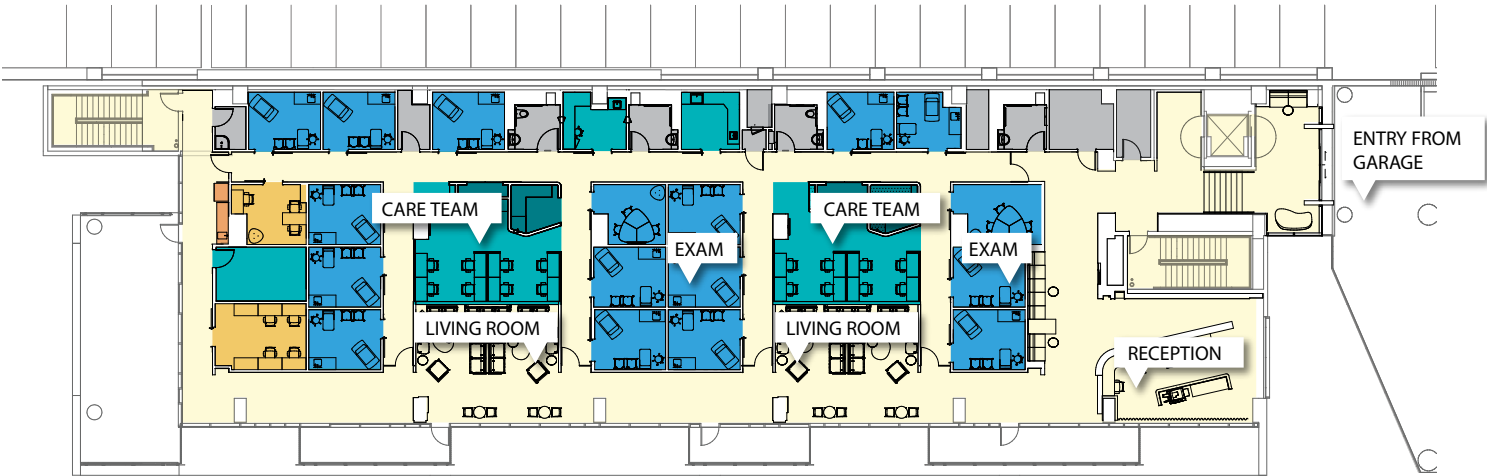 ENTRY FROM
GARAGE
CARE TEAM
CARE TEAM
EXAM
EXAM
LIVING ROOM
LIVING ROOM
RECEPTION